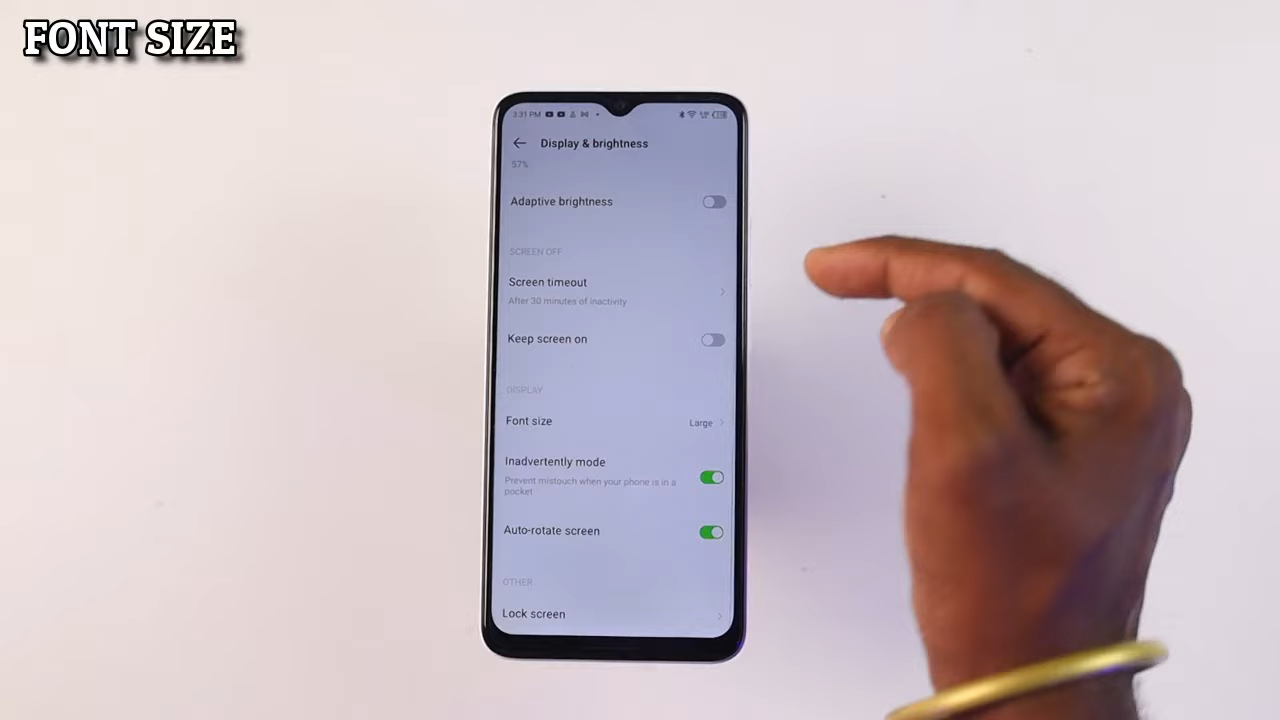 FONT SIZE
3:31 PM
Display & brightness
57%
Adaptive brightness
SCREEN OFF
Screen timeout
After 30 minutes of inactivity
Keep screen on
DISPLAY
Font size
Large
Inadvertently mode
Prevent mistouch when your phone is in a
pocket
Auto-rotate screen
OTHER
Lock screen